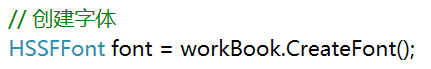 // 创建字体
HSSFFont font = workBook.CreateFont();